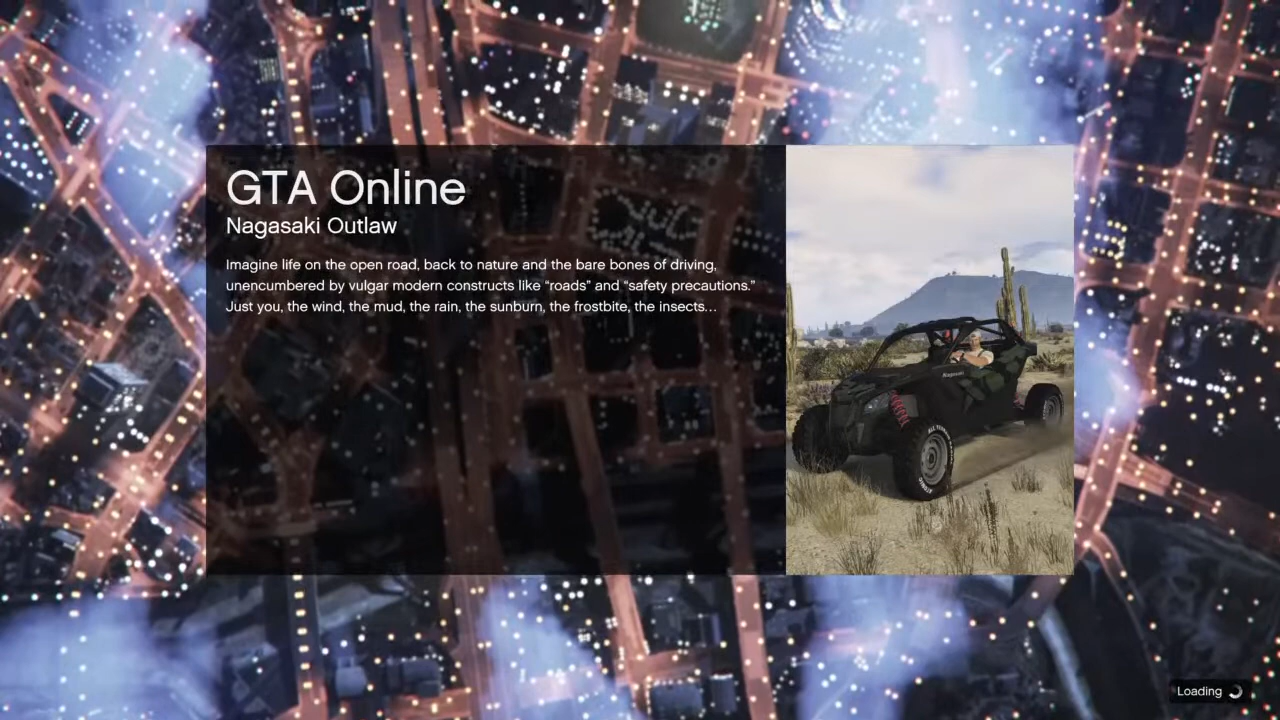 GTA Online
Nagasaki Outlaw
Imagine life on the open road, back to nature and the bare bones of driving,
unencumbered by vulgar modern constructs like “roads” and “safety precautions.”
Just you, the wind, the mud, the rain, the sunburn, the frostbite, the insects...
Nagasaki
Loading